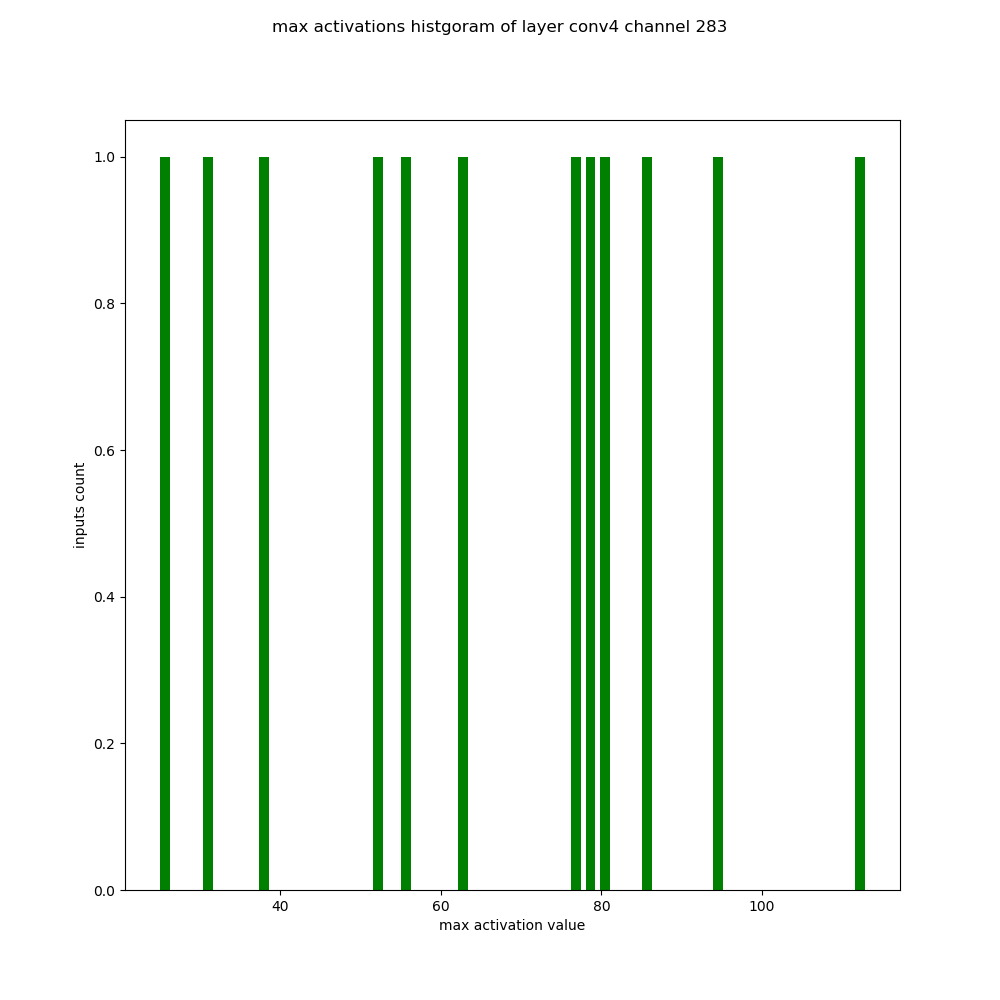 max activations histgoram of layer conv4 channel 283
1.0
0.8
0.6
0.4
0.2
0.0
inputs count
40 60 80 100
max activation value